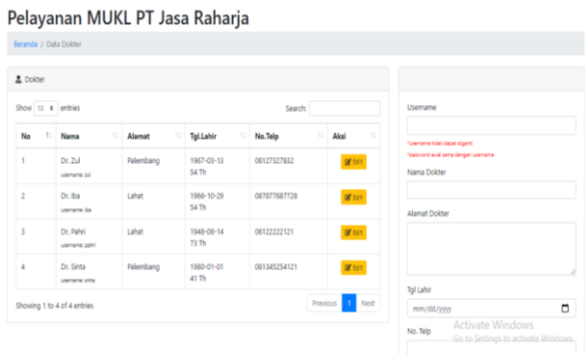 Pelayanan MUKL PT Jasa Raharja
Beranda / Data Dokter
Dokter
Show 10 entries Search:
No Nama Alamat Tgl.Lahir No.Telp Aksi
1 Dr. Zul Palembang 1967-03-13 08127327832 Edit
username: zul 54 Th
2 Dr. Iba Lahat 1966-10-29 087877687728 Edit
username: iba 54 Th
3 Dr. Pahri Lahat 1948-08-14 08122222121 Edit
username: pahri 73 Th
4 Dr. Sinta Palembang 1980-01-01 081345254121 Edit
username: sinta 41 Th
Showing 1 to 4 of 4 entries Previous 1 Next
Username
*username tidak dapat diganti
*password awal sama dengan username
Nama Dokter
Alamat Dokter
Tgl Lahir
mm/dd/yyyy
No. Telp
Activate Windows
Go to Settings to activate Windows.